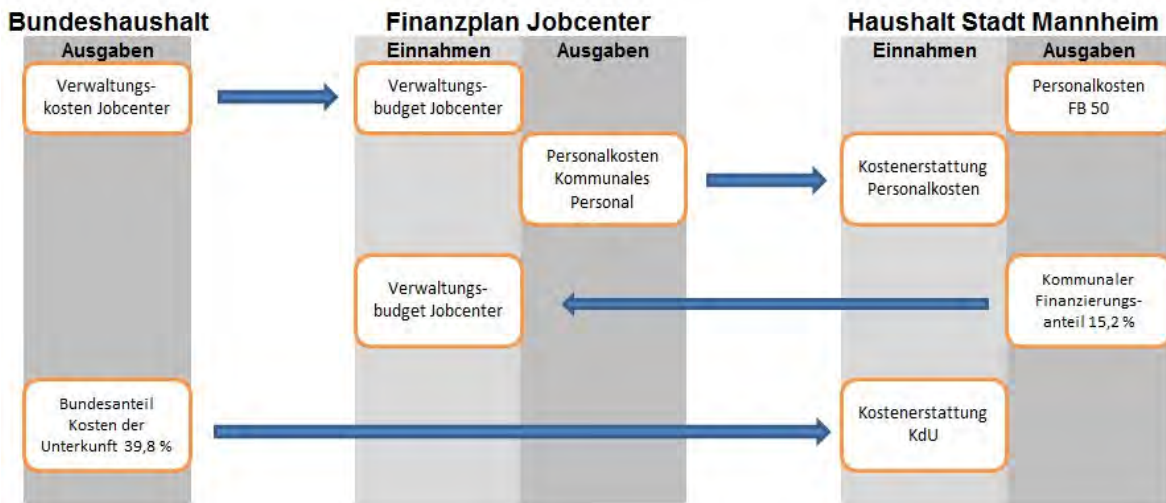 Bundeshaushalt
Finanzplan Jobcenter
Haushalt Stadt Mannheim
Ausgaben
Einnahmen
Ausgaben
Einnahmen
Ausgaben
Verwaltungs-
kosten Jobcenter
Verwaltungs-
budget Jobcenter
Personalkosten
FB 50
Personalkosten
Kommunales
Personal
Kostenerstattung
Personalkosten
Verwaltungs-
budget Jobcenter
Kommunaler
Finanzierungs-
anteil 15,2 %
Bundesanteil
Kosten der
Unterkunft 39,8 %
Kostenerstattung
KdU